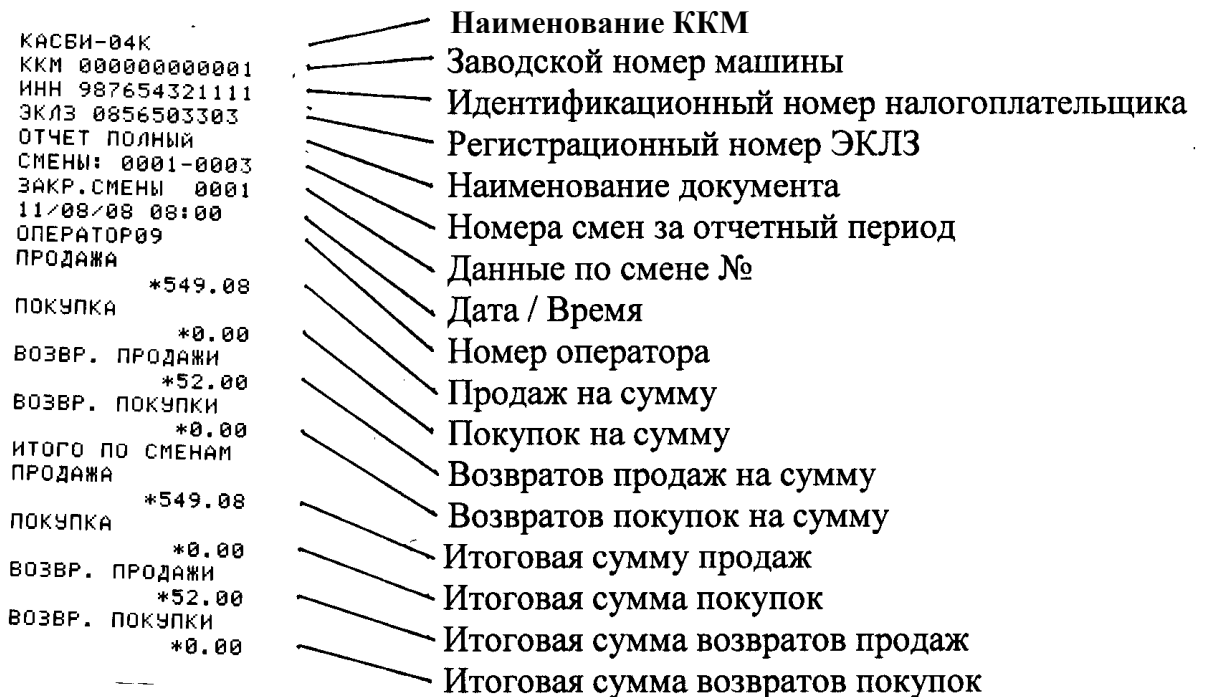 КАСБИ-04К
ККМ 000000000001
ИНН 987654321111
ЭКЛЗ 0856503303
ОТЧЕТ ПОЛНЫЙ
СМЕНЫ: 0001-0003
ЗАКР.СМЕНЫ 0001
11/08/08 08:00
ОПЕРАТОР09
ПРОДАЖА
*549.08
ПОКУПКА
*0.00
ВОЗВР. ПРОДАЖИ
*52.00
ВОЗВР. ПОКУПКИ
*0.00
ИТОГО ПО СМЕНАМ
ПРОДАЖА
*549.08
ПОКУПКА
*0.00
ВОЗВР. ПРОДАЖИ
*52.00
ВОЗВР. ПОКУПКИ
*0.00
Наименование ККМ
Заводской номер машины
Идентификационный номер налогоплательщика
Регистрационный номер ЭКЛЗ
Наименование документа
Номера смен за отчетный период
Данные по смене №
Дата / Время
Номер оператора
Продаж на сумму
Покупок на сумму
Возвратов продаж на сумму
Возвратов покупок на сумму
Итоговая сумму продаж
Итоговая сумма покупок
Итоговая сумма возвратов продаж
Итоговая сумма возвратов покупок